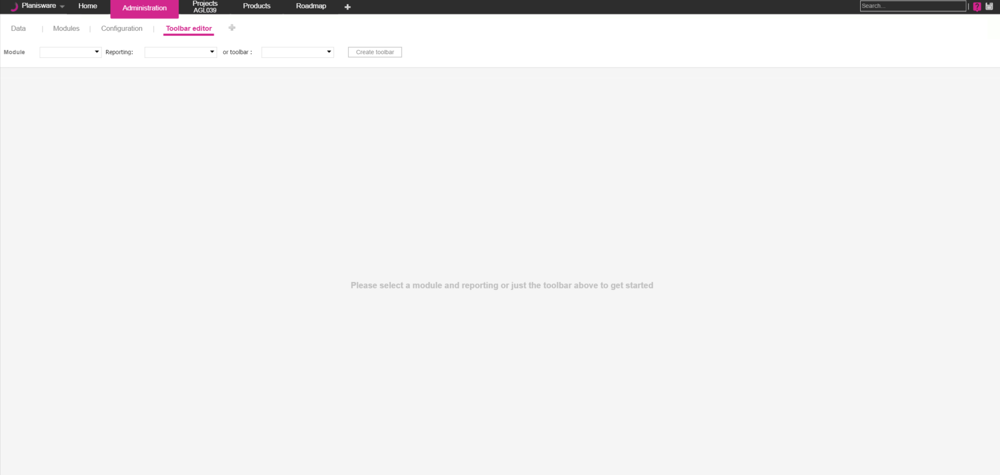 Planisware Home Administration Projects Products Roadmap Search...
AGL039
Data | Modules | Configuration | Toolbar editor
Module Reporting: or toolbar : Create toolbar
Please select a module and reporting or just the toolbar above to get started